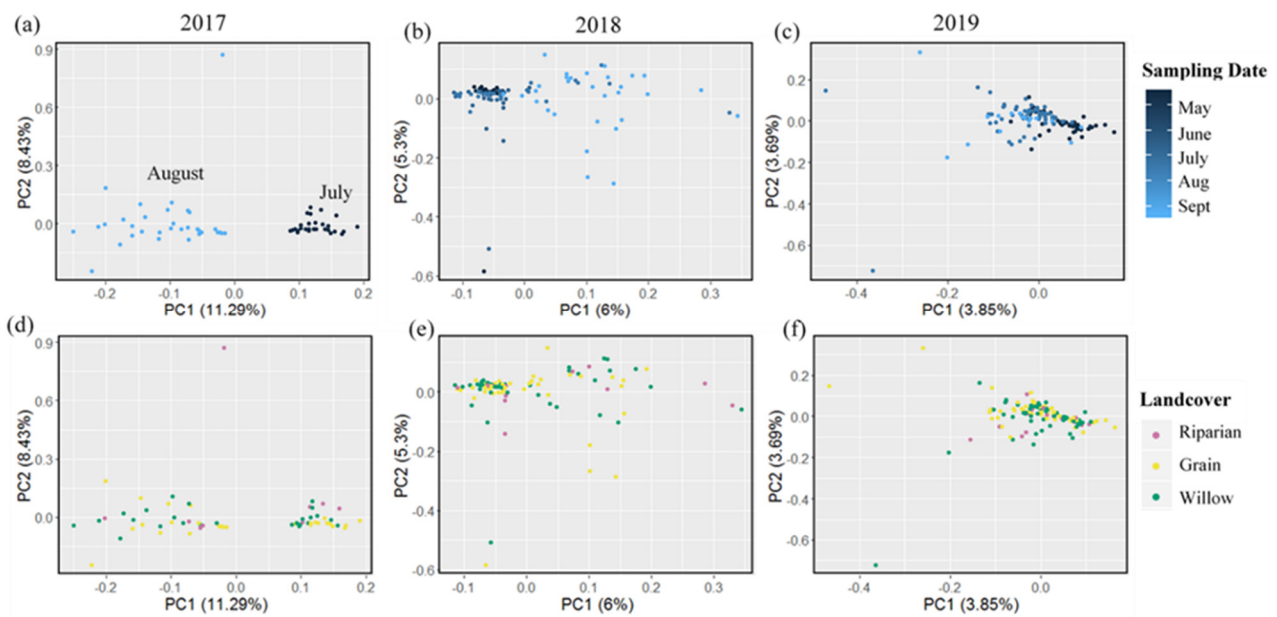 (a) 2017
0.9
0.6
0.3
0.0
PC2 (8.43%)
August
July
-0.2 -0.1 0.0 0.1 0.2
PC1 (11.29%)
(b) 2018
0.0
-0.2
-0.4
-0.6
PC2 (5.3%)
-0.1 0.0 0.1 0.2 0.3
PC1 (6%)
(c) 2019
0.2
0.0
-0.2
-0.4
-0.6
PC2 (3.69%)
-0.4 -0.2 0.0
PC1 (3.85%)
Sampling Date
May
June
July
Aug
Sept
(d)
0.9
0.6
0.3
0.0
PC2 (8.43%)
-0.2 -0.1 0.0 0.1 0.2
PC1 (11.29%)
(e)
0.0
-0.2
-0.4
-0.6
PC2 (5.3%)
-0.1 0.0 0.1 0.2 0.3
PC1 (6%)
(f)
0.2
0.0
-0.2
-0.4
-0.6
PC2 (3.69%)
-0.4 -0.2 0.0
PC1 (3.85%)
Landcover
Riparian
Grain
Willow